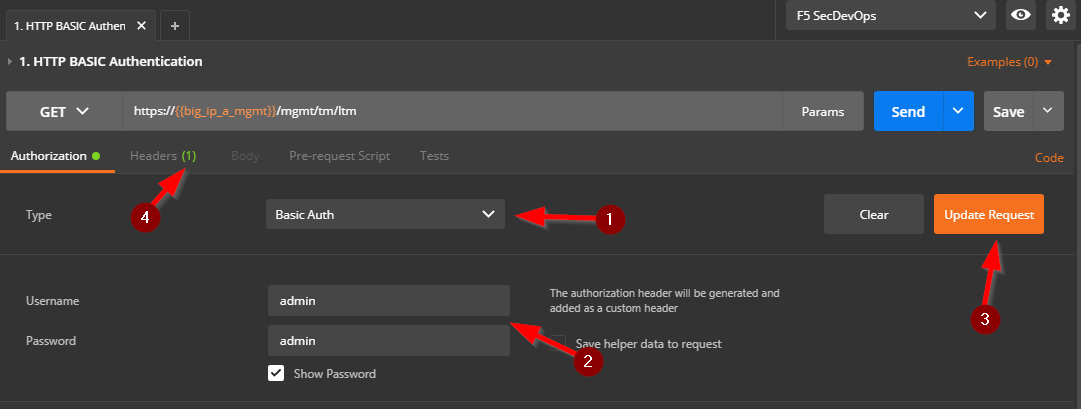 1. HTTP BASIC Authen
F5 SecDevOps
1. HTTP BASIC Authentication
Examples (0)
GET
https://{{big_ip_a_mgmt}}/mgmt/tm/ltm
Params
Send
Save
Authorization
Headers (1)
Body
Pre-request Script
Tests
Code
4
Type
Basic Auth
1
Clear
Update Request
3
Username
admin
The authorization header will be generated and
added as a custom header
Password
admin
2
Save helper data to request
Show Password